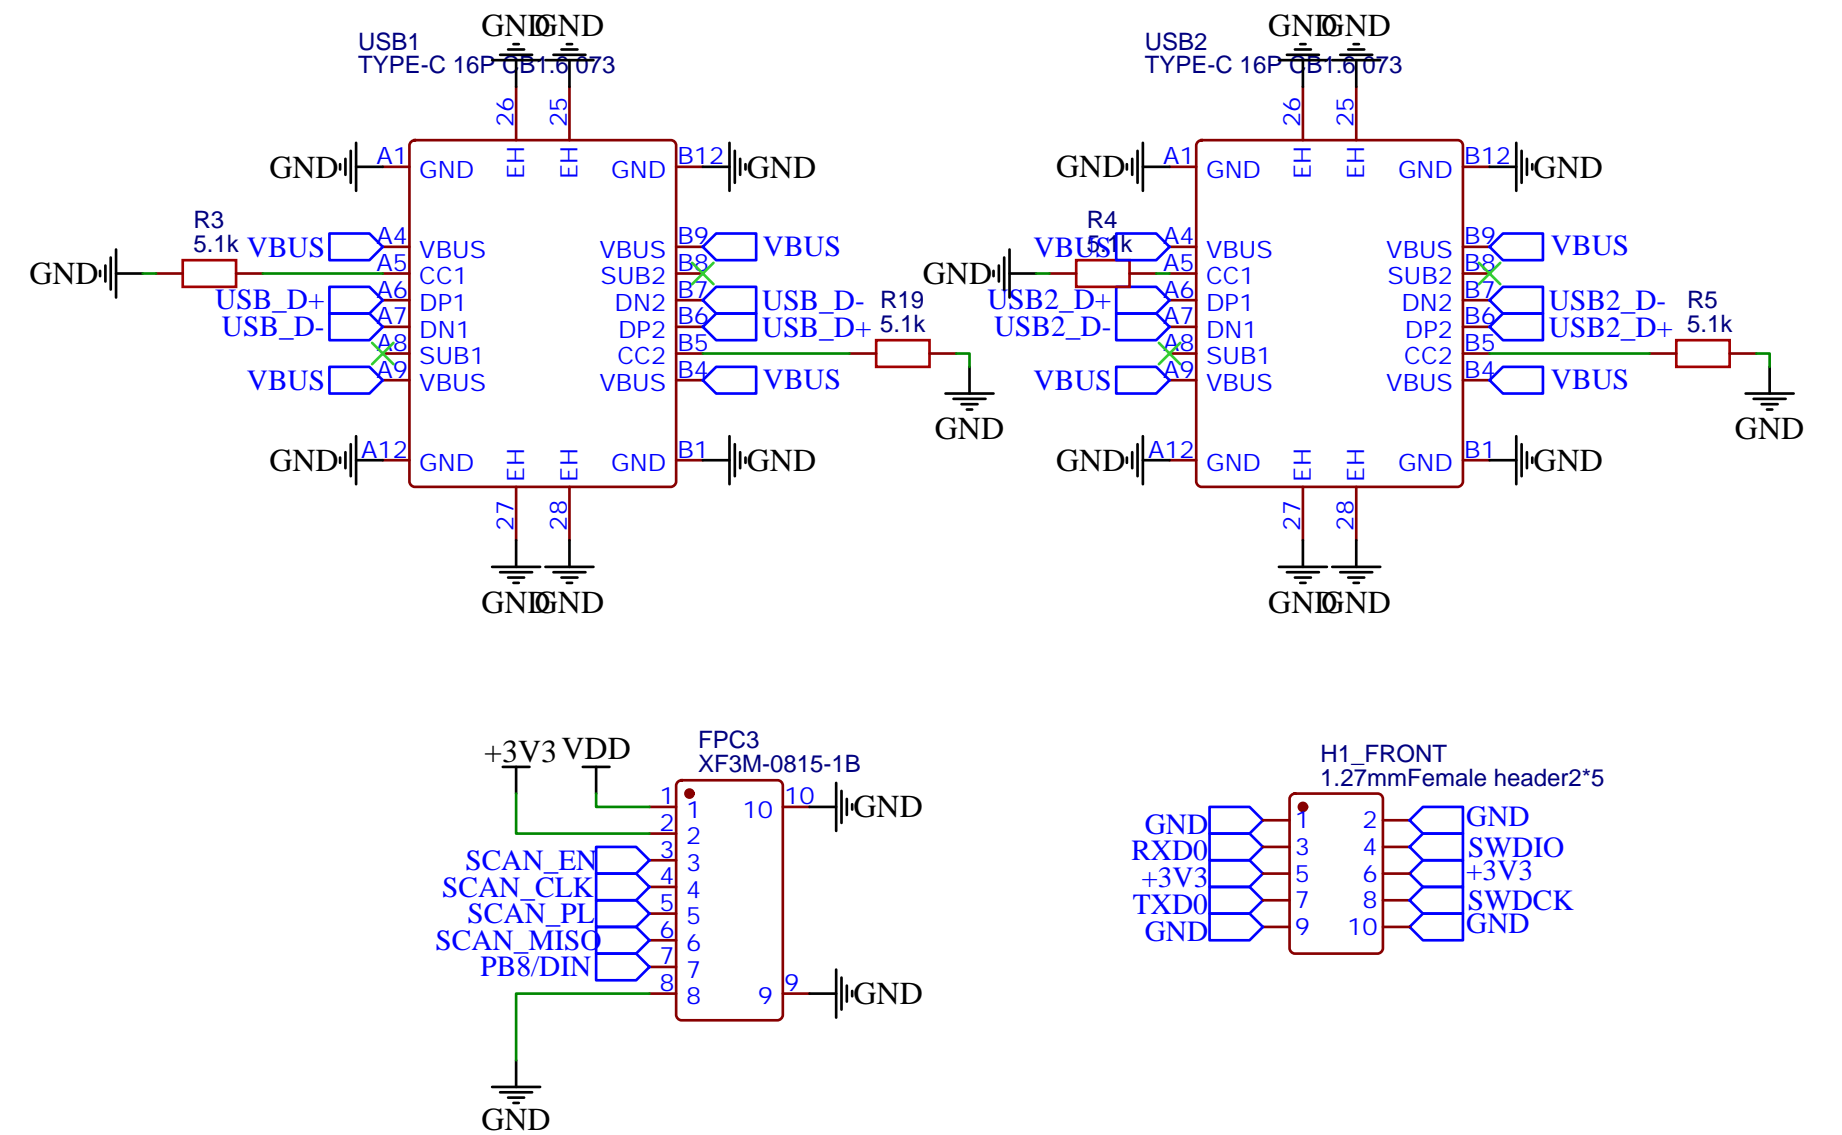 GND GND
USB1
TYPE-C 16P CB1.6 073
26 25
GND A1 GND EH EH GND B12 GND
R3
5.1k
VBUS A4 VBUS VBUS B9 VBUS
GND A5 CC1 SUB2 B8
USB_D+ A6 DP1 DN2 B7 USB_D-
USB_D- A7 DN1 DP2 B6 USB_D+
R19
5.1k
A8 SUB1 CC2 B5
VBUS A9 VBUS VBUS B4 VBUS
GND
GND A12 GND EH EH GND B1 GND
27 28
GND GND
GND GND
USB2
TYPE-C 16P CB1.6 073
26 25
GND A1 GND EH EH GND B12 GND
R4
5.1k
VBUS A4 VBUS VBUS B9 VBUS
GND A5 CC1 SUB2 B8
USB2_D+ A6 DP1 DN2 B7 USB2_D-
USB2_D- A7 DN1 DP2 B6 USB2_D+
R5
5.1k
A8 SUB1 CC2 B5
VBUS A9 VBUS VBUS B4 VBUS
GND
GND A12 GND EH EH GND B1 GND
27 28
GND GND
+3V3 VDD
FPC3
XF3M-0815-1B
1 1 10 10 GND
2 2
SCAN_EN 3 3
SCAN_CLK 4 4
SCAN_PL 5 5
SCAN_MISO 6 6
PB8/DIN 7 7
8 8 9 9 GND
GND
H1_FRONT
1.27mmFemale header2*5
GND 1 2 GND
RXD0 3 4 SWDIO
+3V3 5 6 +3V3
TXD0 7 8 SWDCK
GND 9 10 GND